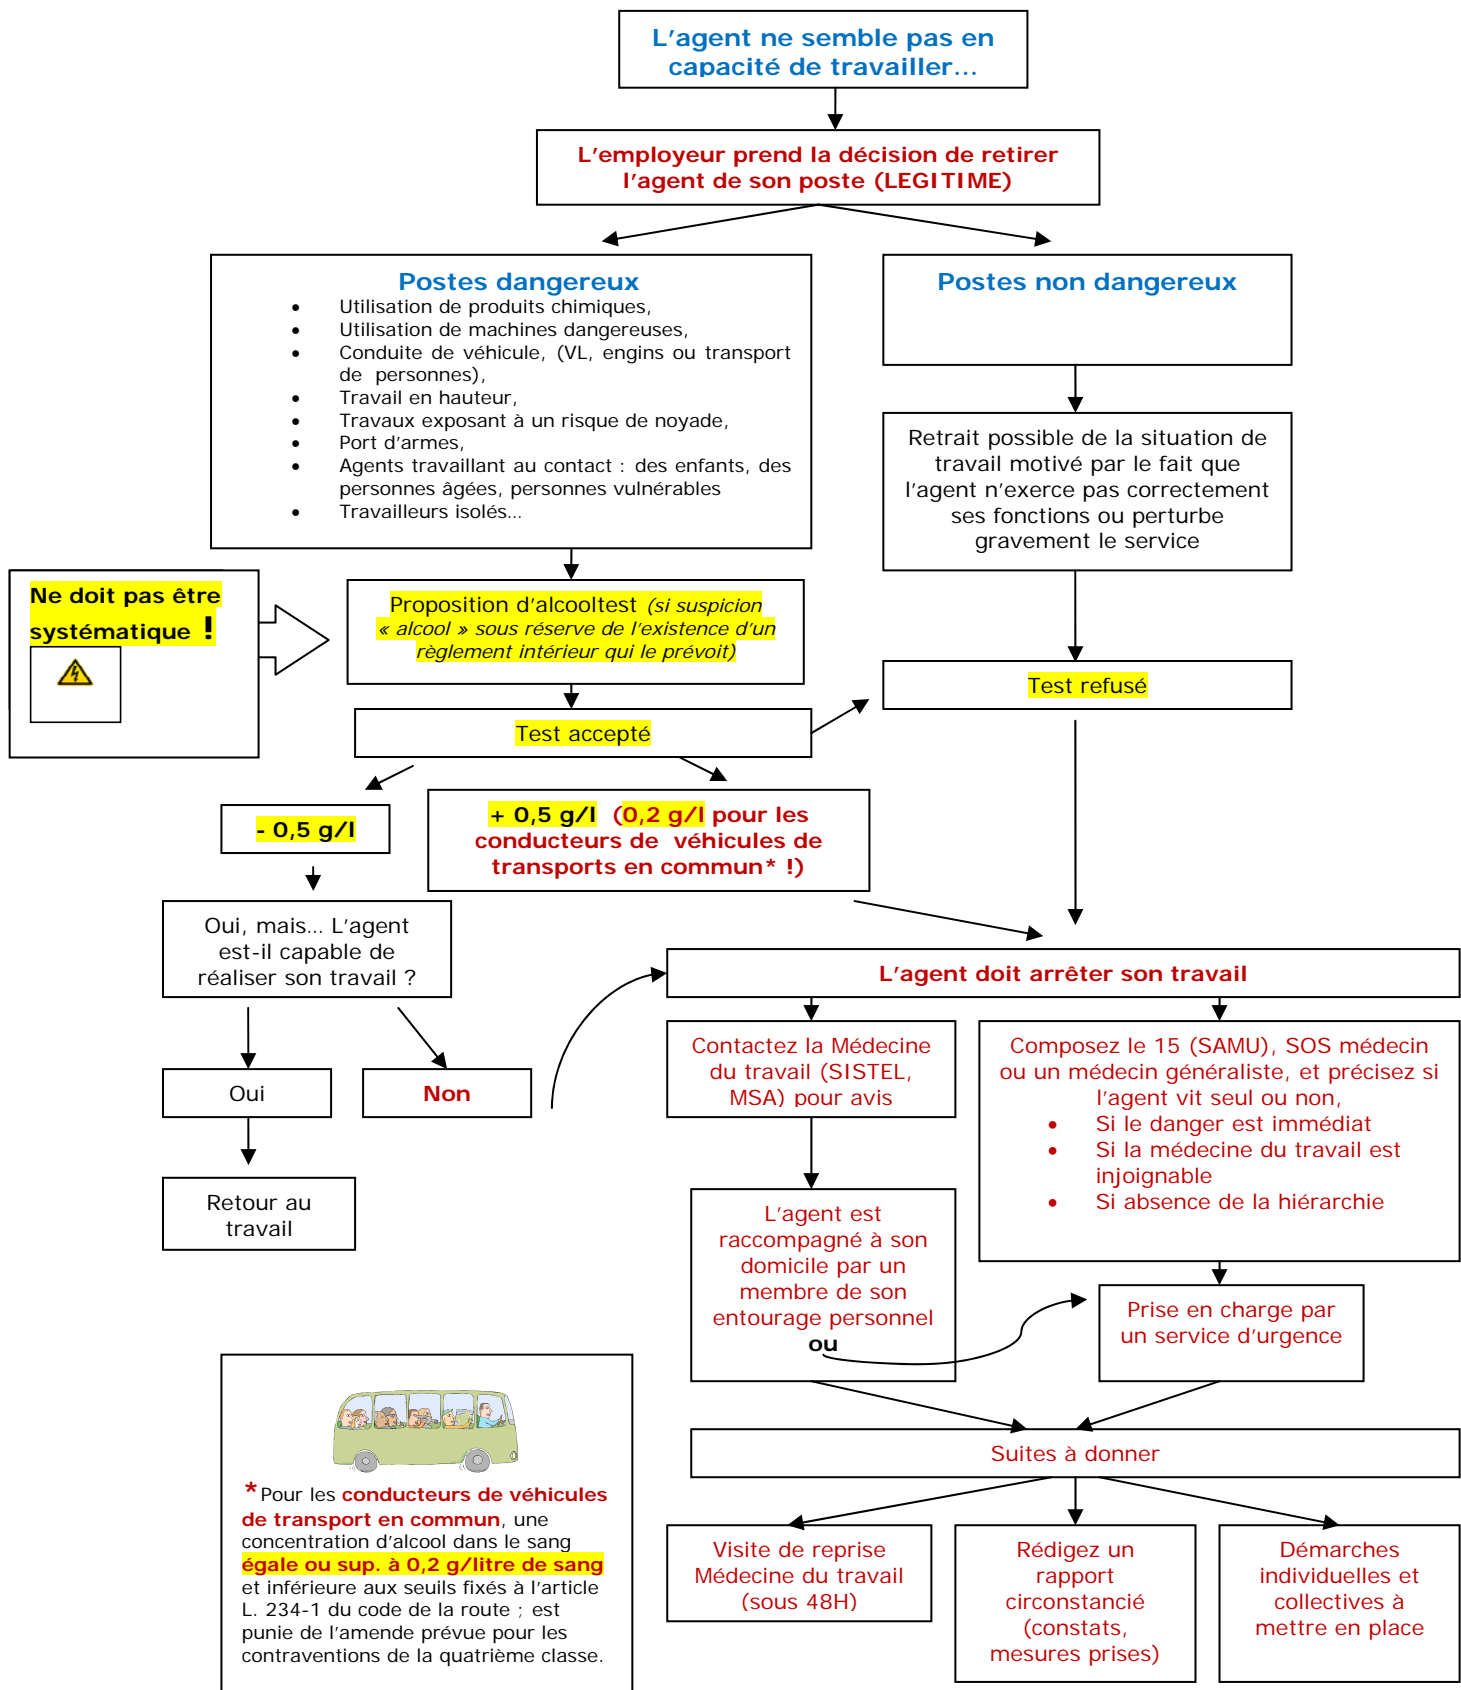 L'agent ne semble pas en
capacité de travailler...
L'employeur prend la décision de retirer
l'agent de son poste (LEGITIME)
Postes dangereux
• Utilisation de produits chimiques,
• Utilisation de machines dangereuses,
• Conduite de véhicule, (VL, engins ou transport
de personnes),
• Travail en hauteur,
• Travaux exposant à un risque de noyade,
• Port d'armes,
• Agents travaillant au contact : des enfants, des
personnes âgées, personnes vulnérables
• Travailleurs isolés...
Postes non dangereux
Retrait possible de la situation de
travail motivé par le fait que
l'agent n'exerce pas correctement
ses fonctions ou perturbe
gravement le service
Ne doit pas être
systématique !
Proposition d'alcooltest (si suspicion
« alcool » sous réserve de l'existence d'un
règlement intérieur qui le prévoit)
Test refusé
Test accepté
- 0,5 g/l
+ 0,5 g/l (0,2 g/l pour les
conducteurs de véhicules de
transports en commun* !)
Oui, mais... L'agent
est-il capable de
réaliser son travail ?
L'agent doit arrêter son travail
Oui
Non
Contactez la Médecine
du travail (SISTEL,
MSA) pour avis
Composez le 15 (SAMU), SOS médecin
ou un médecin généraliste, et précisez si
l'agent vit seul ou non,
• Si le danger est immédiat
• Si la médecine du travail est
injoignable
• Si absence de la hiérarchie
Retour au
travail
L'agent est
raccompagné à son
domicile par un
membre de son
entourage personnel
ou
Prise en charge par
un service d'urgence
Suites à donner
*Pour les conducteurs de véhicules
de transport en commun, une
concentration d'alcool dans le sang
égale ou sup. à 0,2 g/litre de sang
et inférieure aux seuils fixés à l'article
L. 234-1 du code de la route ; est
punie de l'amende prévue pour les
contraventions de la quatrième classe.
Visite de reprise
Médecine du travail
(sous 48H)
Rédigez un
rapport
circonstancié
(constats,
mesures prises)
Démarches
individuelles et
collectives à
mettre en place